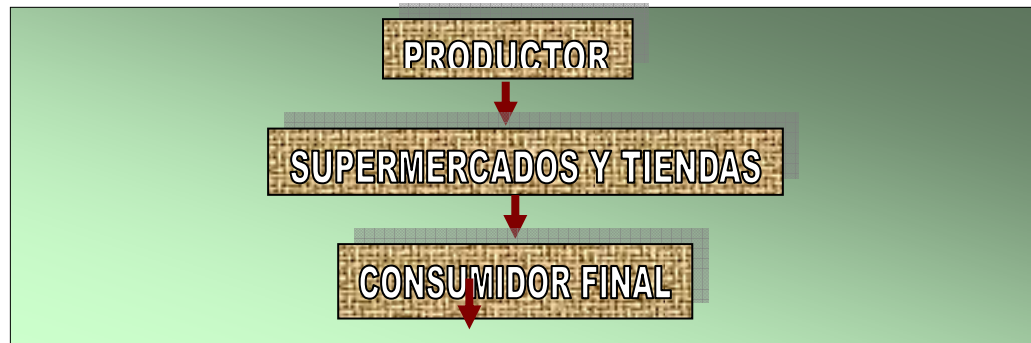 PRODUCTOR
SUPERMERCADOS Y TIENDAS
CONSUMIDOR FINAL